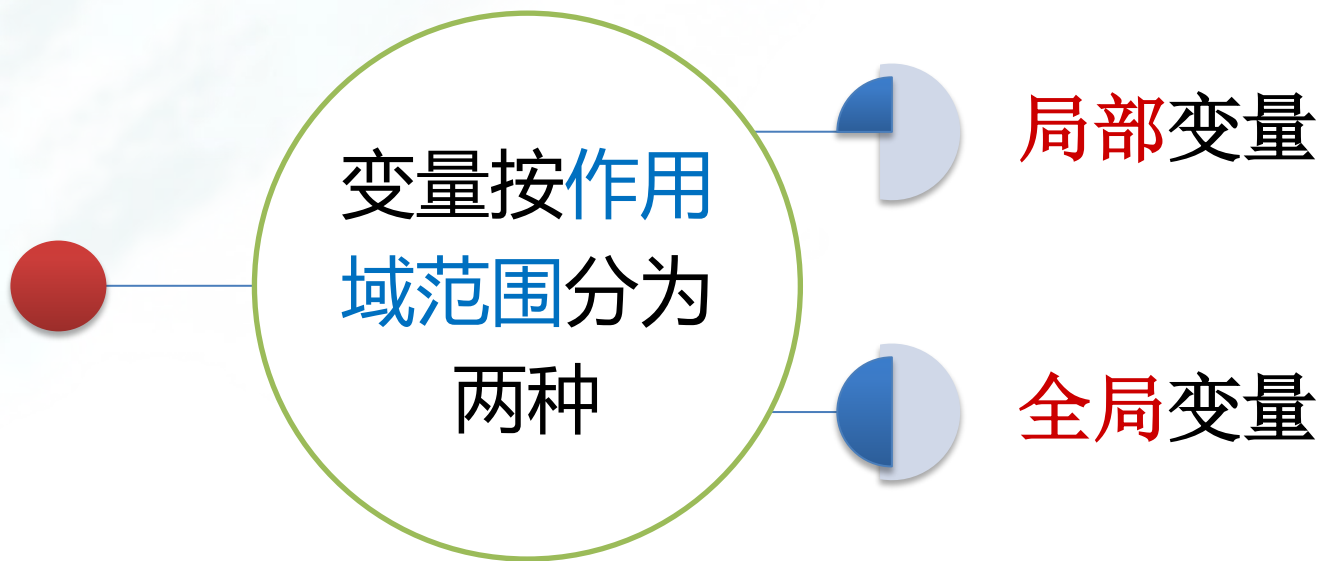 变量按作用
域范围分为
两种
局部变量
全局变量